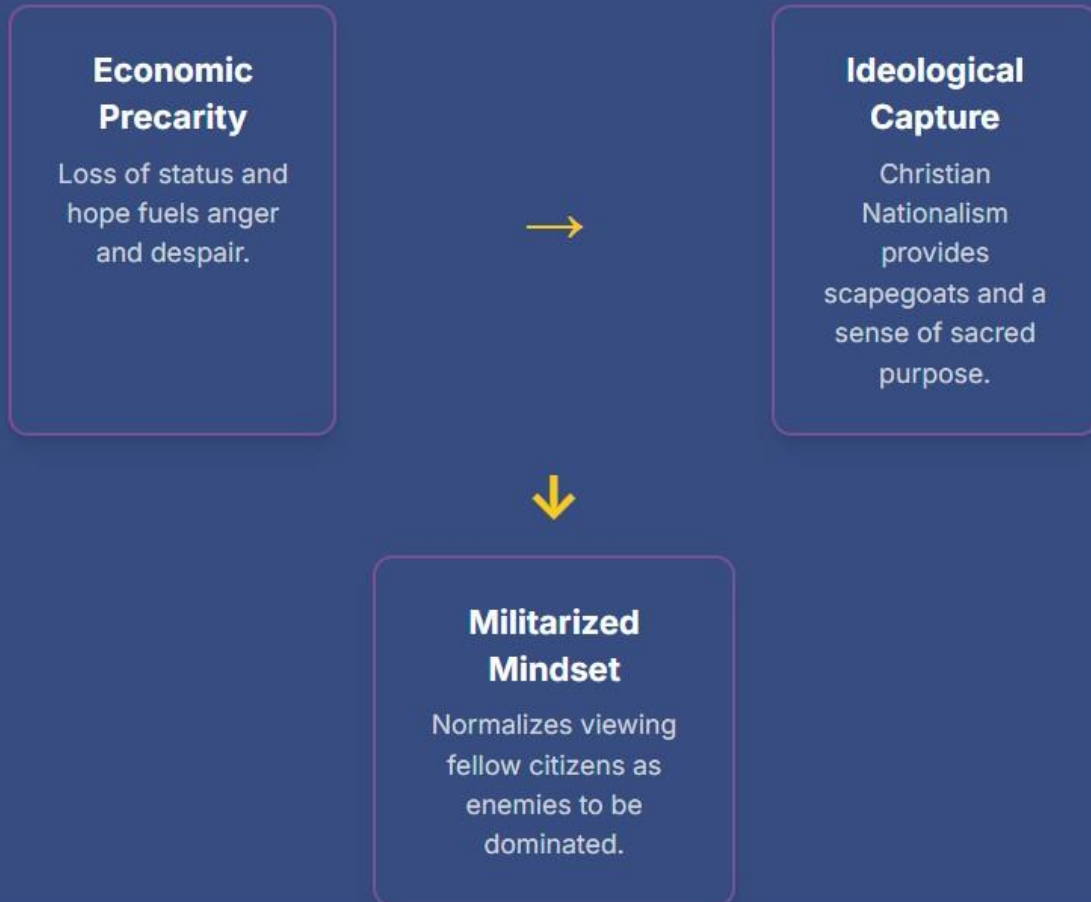 Economic
Precarity
Loss of status and
hope fuels anger
and despair.
→
Ideological
Capture
Christian
Nationalism
provides
scapegoats and a
sense of sacred
purpose.
↓
Militarized
Mindset
Normalizes viewing
fellow citizens as
enemies to be
dominated.